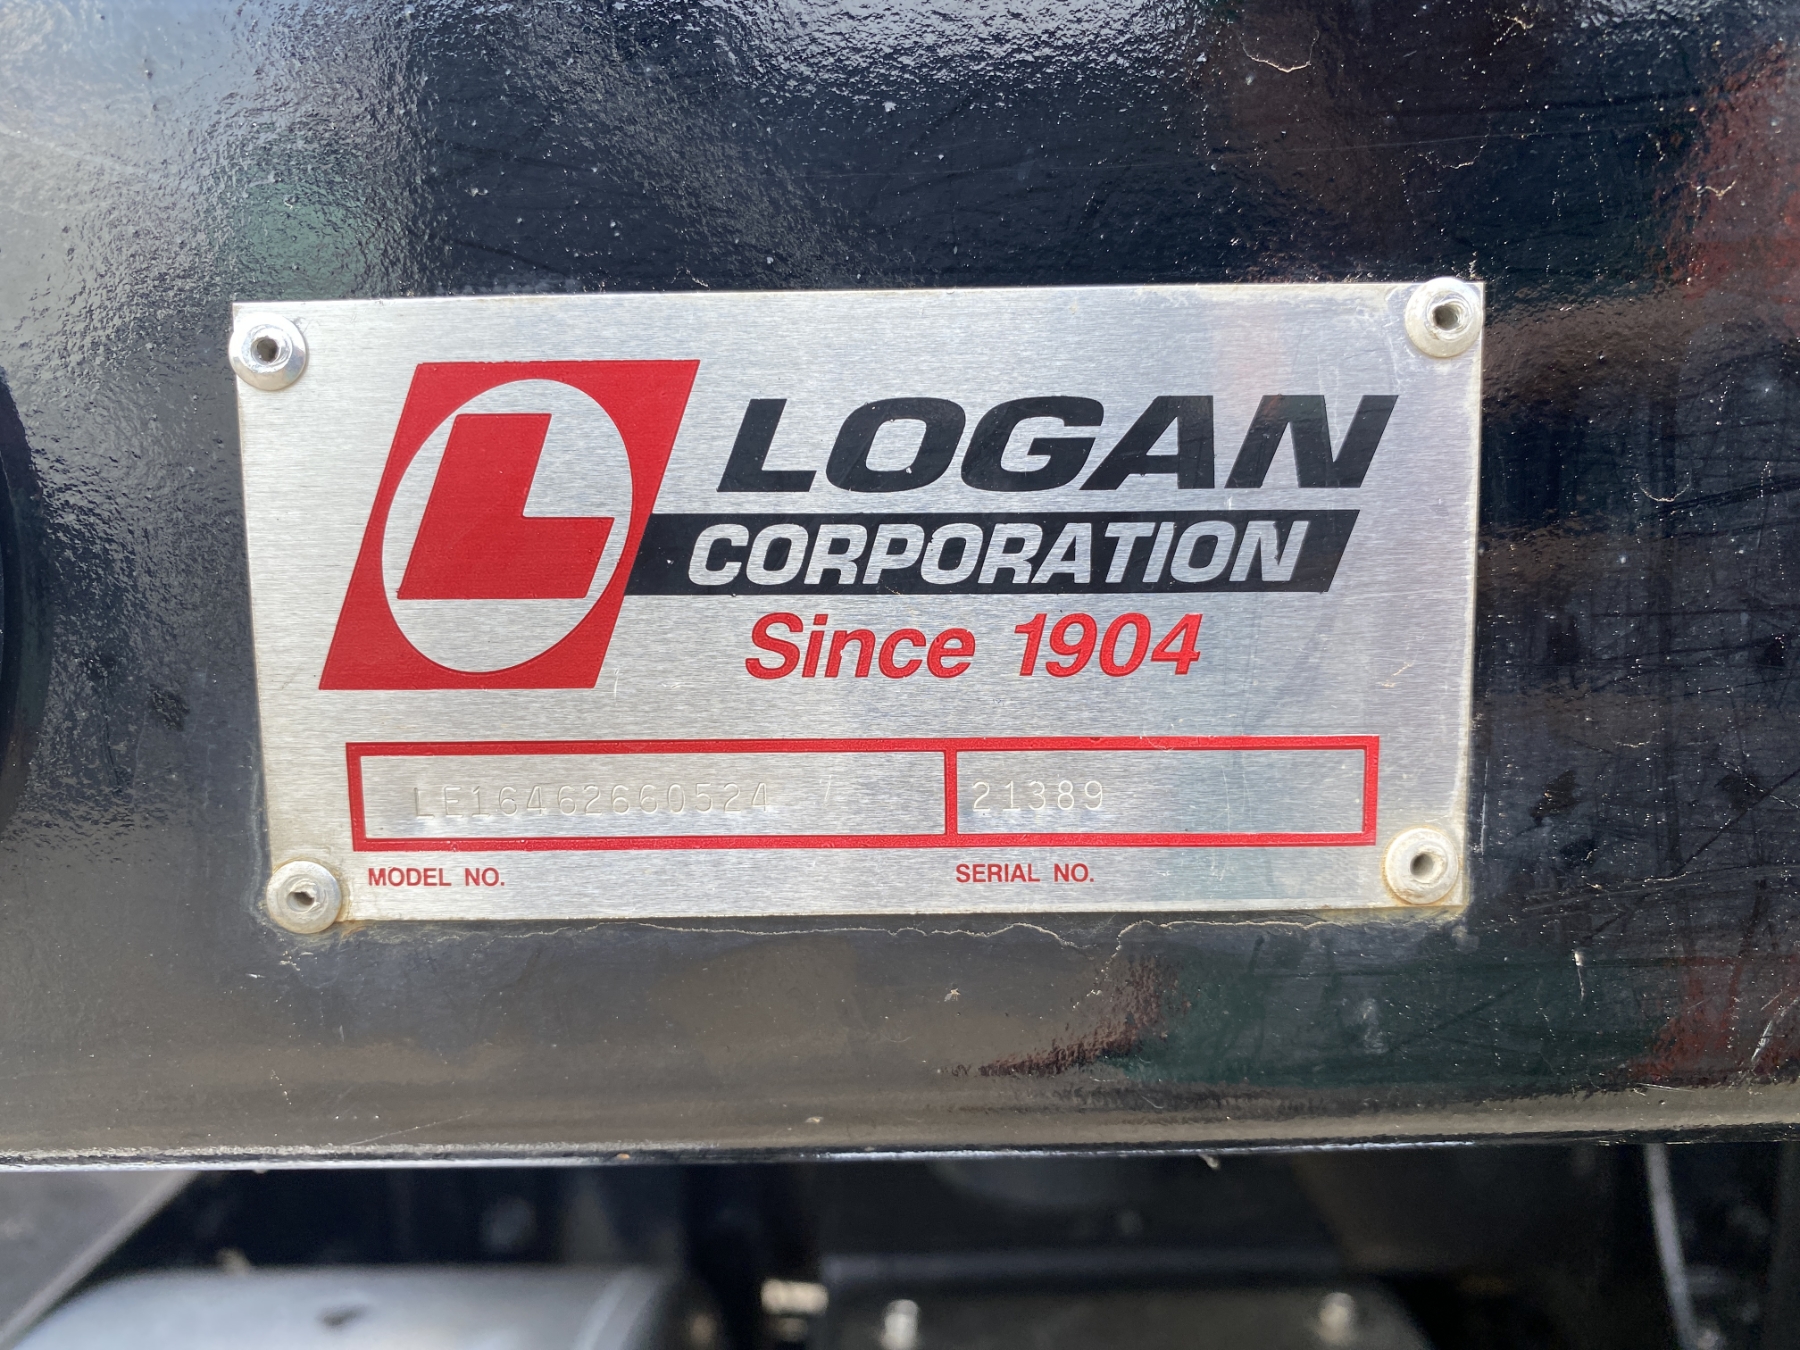 L
LOGAN
CORPORATION
Since 1904
LE16462660524 21389
MODEL NO. SERIAL NO.